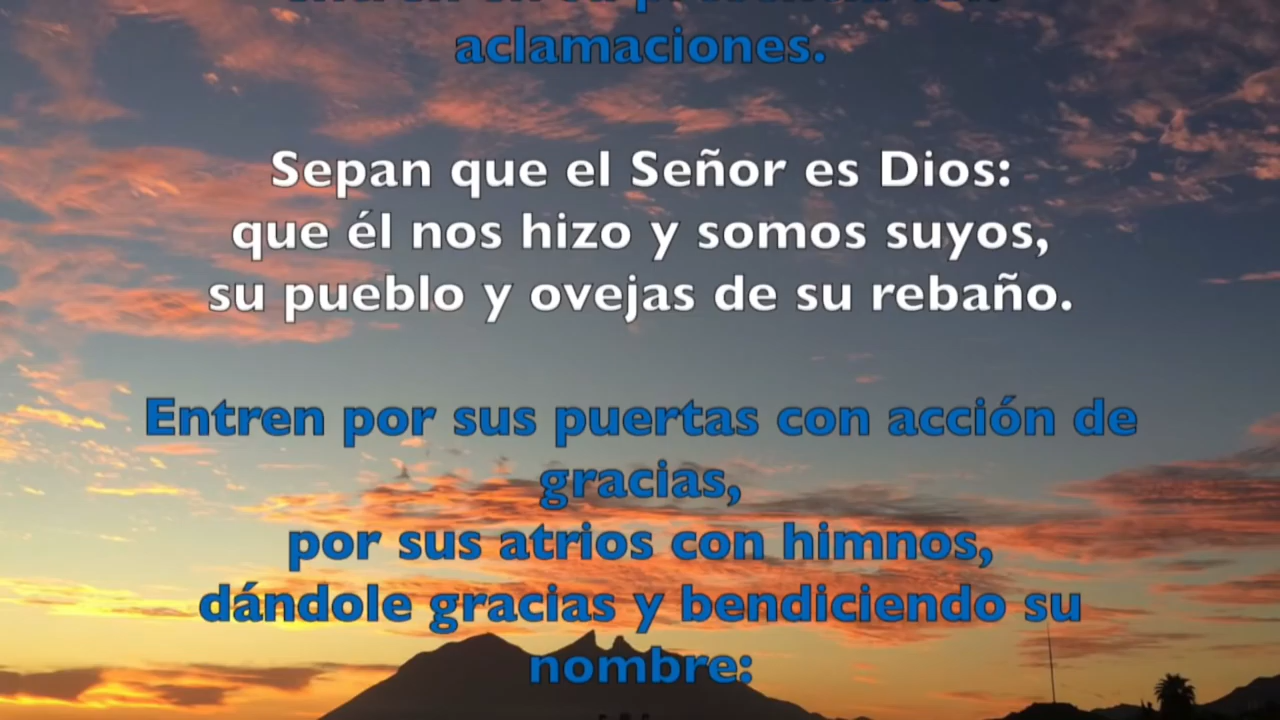 aclamaciones.
Sepan que el Señor es Dios:
que él nos hizo y somos suyos,
su pueblo y ovejas de su rebaño.
Entren por sus puertas con acción de
gracias,
por sus atrios con himnos,
dándole gracias y bendiciendo su
nombre: